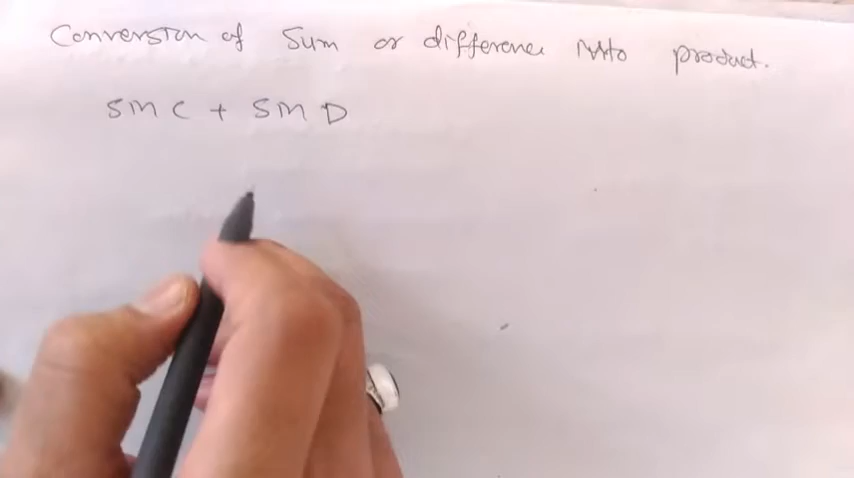 Conversion of Sum or difference into product.
sin C + sin D